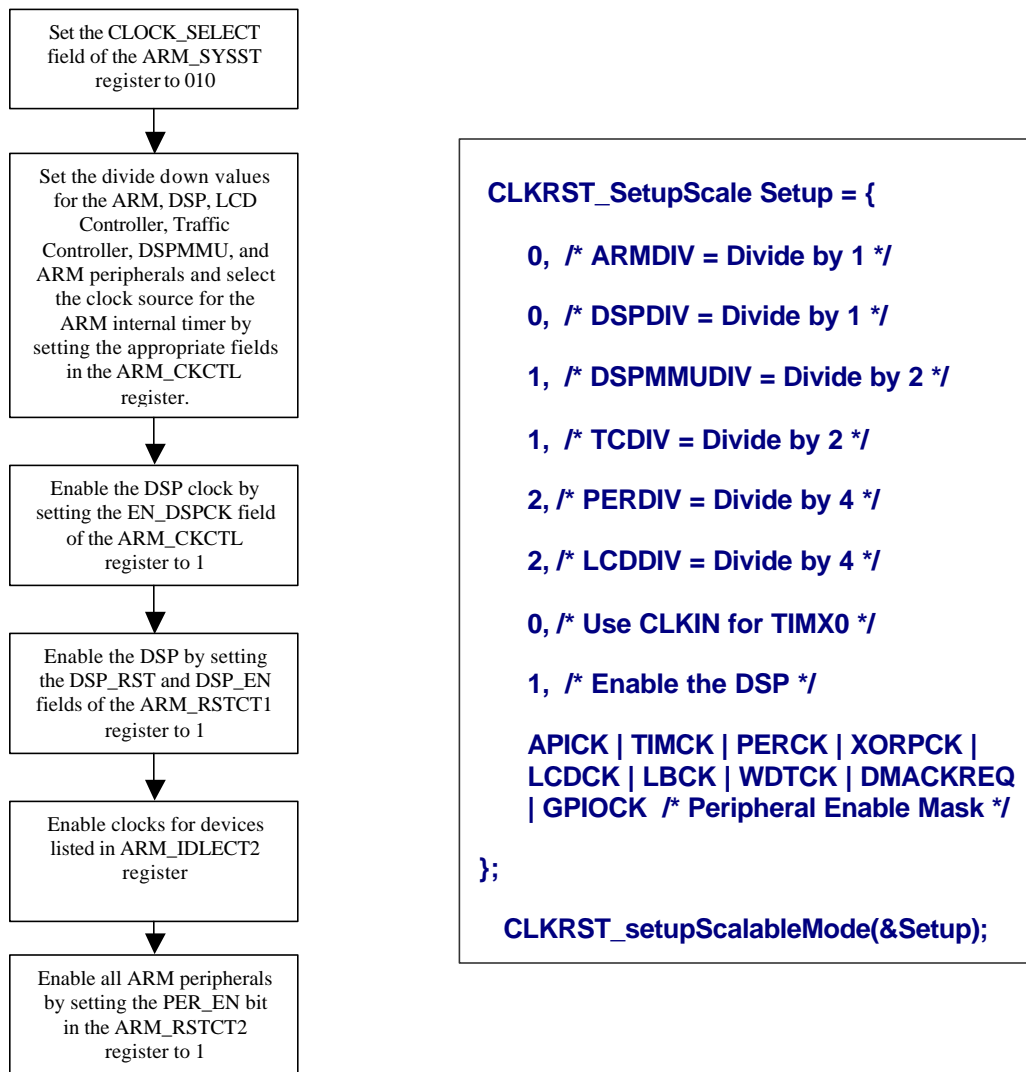 Set the CLOCK_SELECT
field of the ARM_SYSST
register to 010
Set the divide down values
for the ARM, DSP, LCD
Controller, Traffic
Controller, DSPMMU, and
ARM peripherals and select
the clock source for the
ARM internal timer by
setting the appropriate fields
in the ARM_CKCTL
register.
Enable the DSP clock by
setting the EN_DSPCK field
of the ARM_CKCTL
register to 1
Enable the DSP by setting
the DSP_RST and DSP_EN
fields of the ARM_RSTCT1
register to 1
Enable clocks for devices
listed in ARM_IDLECT2
register
Enable all ARM peripherals
by setting the PER_EN bit
in the ARM_RSTCT2
register to 1
CLKRST_SetupScale Setup = {
0, /* ARMDIV = Divide by 1 */
0, /* DSPDIV = Divide by 1 */
1, /* DSPMMUDIV = Divide by 2 */
1, /* TCDIV = Divide by 2 */
2, /* PERDIV = Divide by 4 */
2, /* LCDDIV = Divide by 4 */
0, /* Use CLKIN for TIMX0 */
1, /* Enable the DSP */
APICK | TIMCK | PERCK | XORPCK |
LCDCK | LBCK | WDTCK | DMACKREQ
| GPIOCK /* Peripheral Enable Mask */
};
CLKRST_setupScalableMode(&Setup);